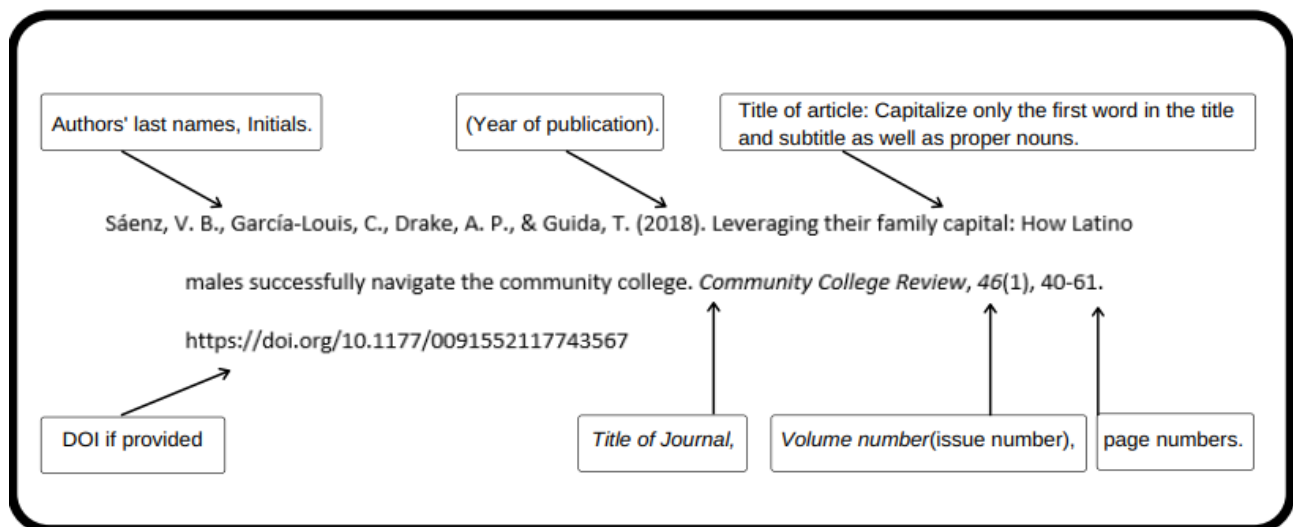 Authors' last names, Initials.
(Year of publication).
Title of article: Capitalize only the first word in the title
and subtitle as well as proper nouns.
Sáenz, V. B., García-Louis, C., Drake, A. P., & Guida, T. (2018). Leveraging their family capital: How Latino
males successfully navigate the community college. Community College Review, 46(1), 40-61.
https://doi.org/10.1177/0091552117743567
DOI if provided
Title of Journal,
Volume number(issue number),
page numbers.